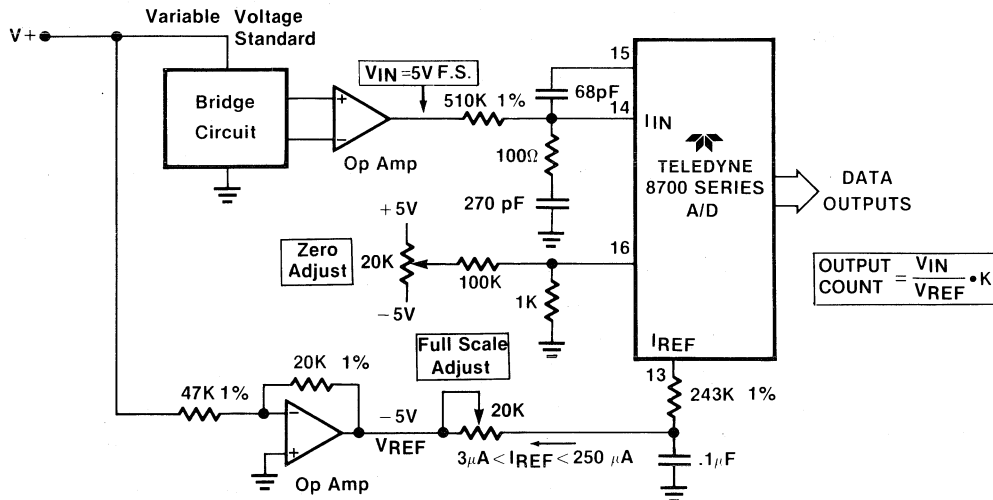 Variable Voltage
Standard
V+
Bridge
Circuit
+
−
Op Amp
VIN =5V F.S.
510K 1%
15
68pF
14
IIN
100Ω
270 pF
TELEDYNE
8700 SERIES
A/D
DATA
OUTPUTS
+5V
Zero
Adjust
20K
−5V
100K
16
1K
OUTPUT
COUNT = VIN / VREF • K
IREF
13
243K 1%
Full Scale
Adjust
20K 1%
47K 1%
−
+
Op Amp
−5V
VREF
20K
3μA < IREF < 250 μA
.1μF